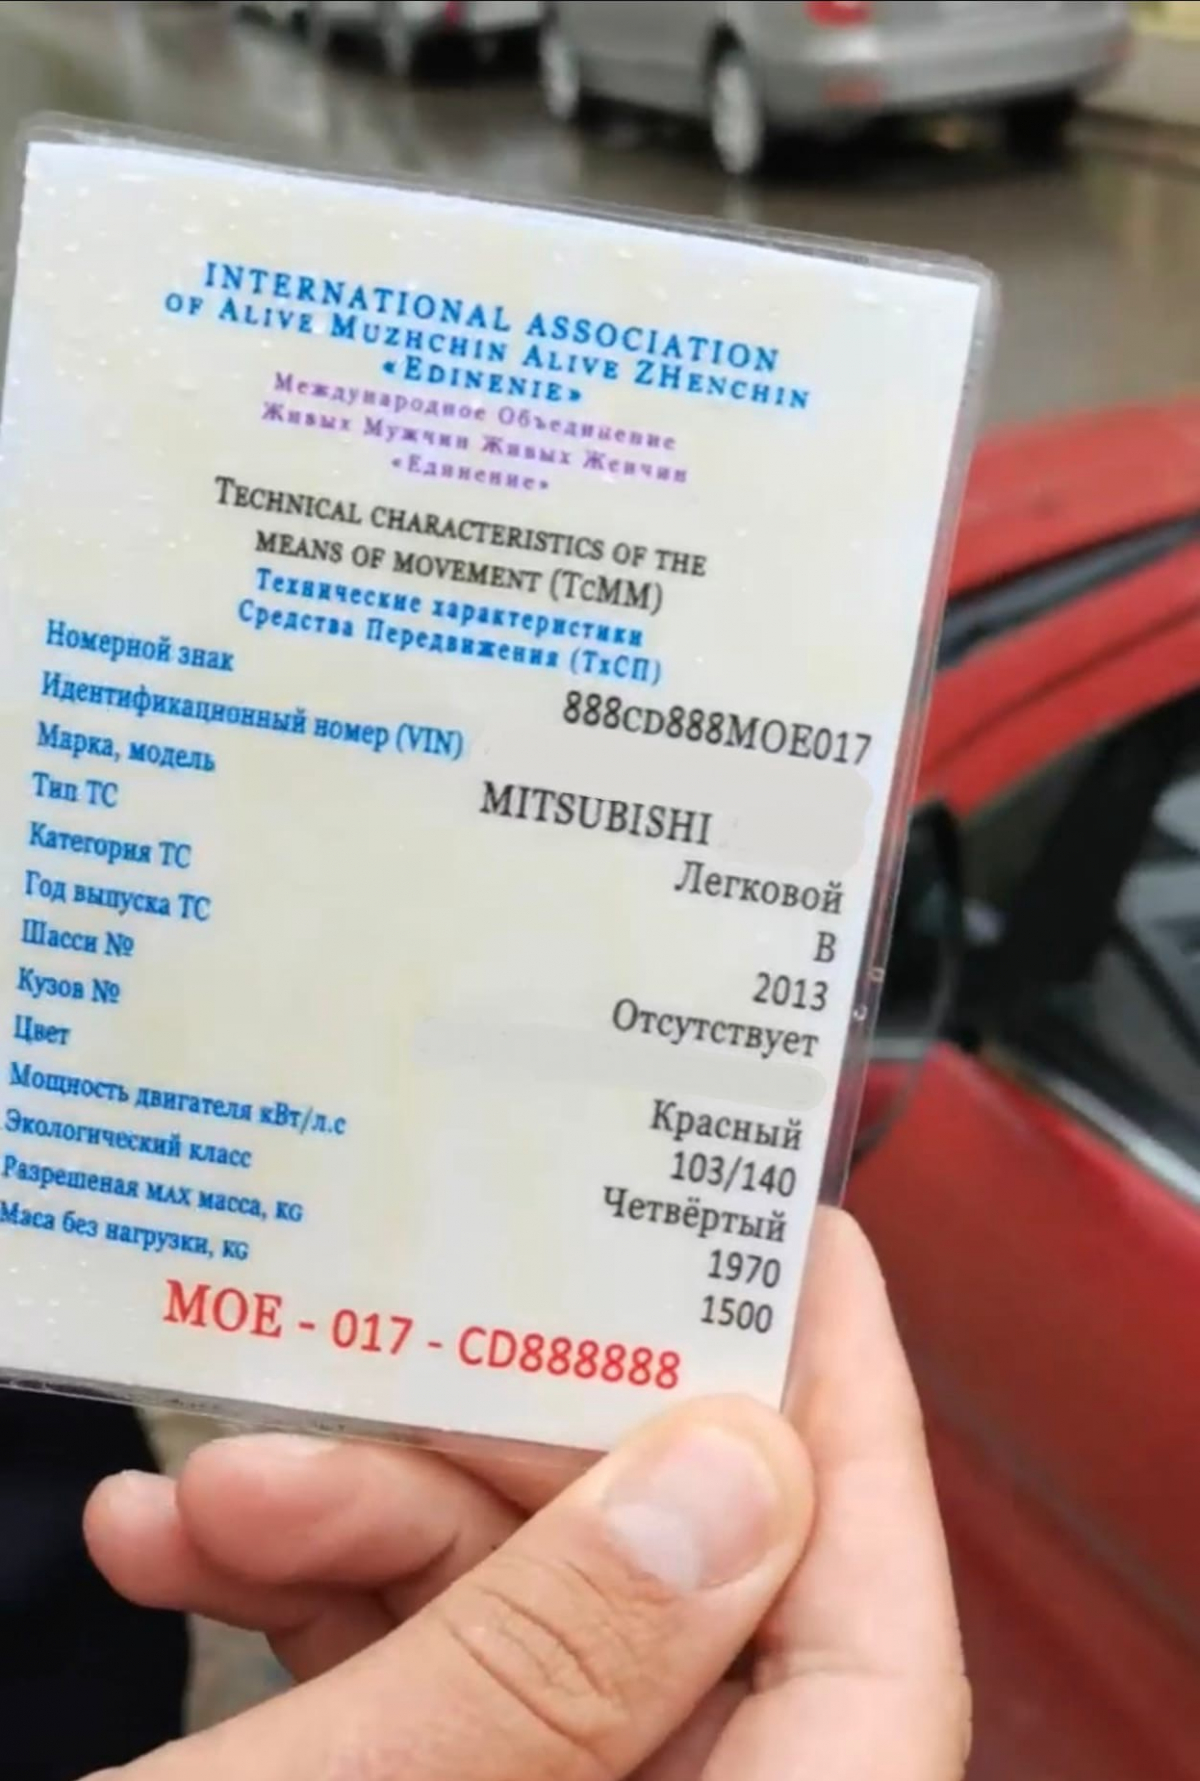 INTERNATIONAL ASSOCIATION
OF ALIVE MUZHCHIN ALIVE ZHENCHIN
«EDINENIE»
Международное Объединение
Живых Мужчин Живых Женчин
«Единение»
TECHNICAL CHARACTERISTICS OF THE
MEANS OF MOVEMENT (TCMM)
Технические характеристики
Средства Передвижения (ТхСП)
Номерной знак 888CD888MOE017
Идентификационный номер (VIN)
Марка, модель MITSUBISHI
Тип ТС Легковой
Категория ТС B
Год выпуска ТС 2013
Шасси № Отсутствует
Кузов №
Цвет Красный
Мощность двигателя кВт/л.с 103/140
Экологический класс Четвёртый
Разрешеная MAX масса, KG 1970
Маса без нагрузки, KG 1500
MOE - 017 - CD888888